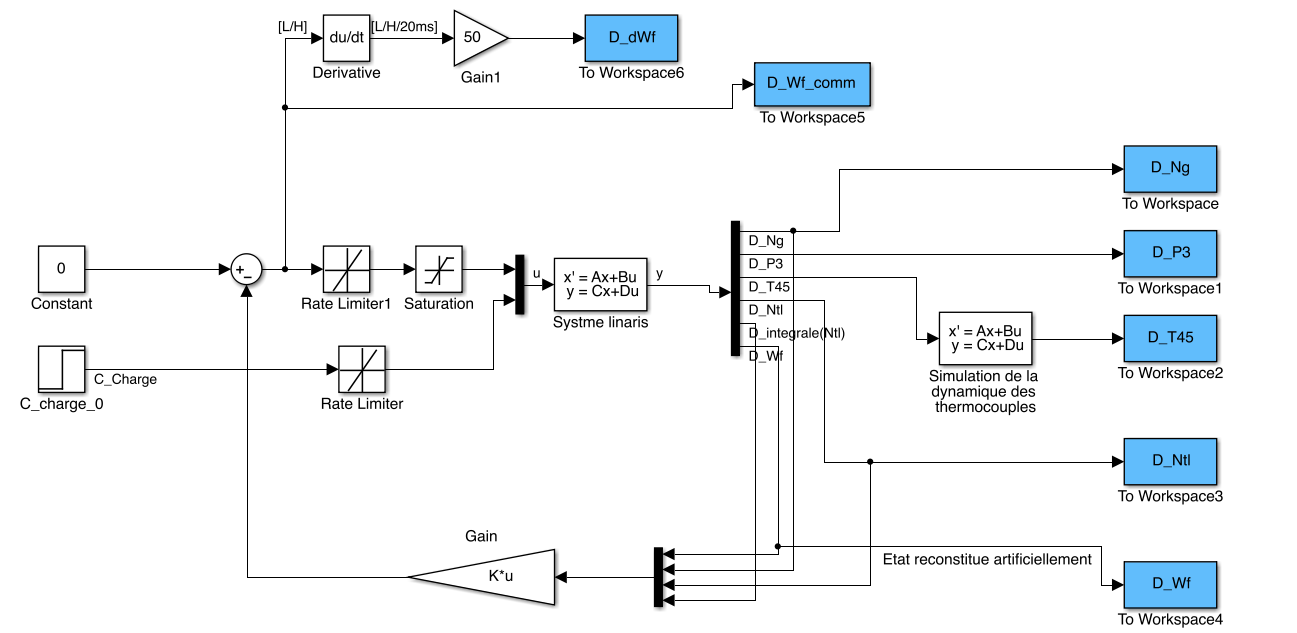 [L/H]
du/dt
Derivative
[L/H/20ms]
50
Gain1
D_dWf
To Workspace6
D_Wf_comm
To Workspace5
D_Ng
To Workspace
0
Constant
+
_
Rate Limiter1
Saturation
u
x' = Ax+Bu
y = Cx+Du
Systme linaris
y
D_Ng
D_P3
D_T45
D_Ntl
D_integrale(Ntl)
D_Wf
D_P3
To Workspace1
x' = Ax+Bu
y = Cx+Du
Simulation de la
dynamique des
thermocouples
D_T45
To Workspace2
C_Charge
C_charge_0
Rate Limiter
D_Ntl
To Workspace3
Gain
K*u
Etat reconstitue artificiellement
D_Wf
To Workspace4